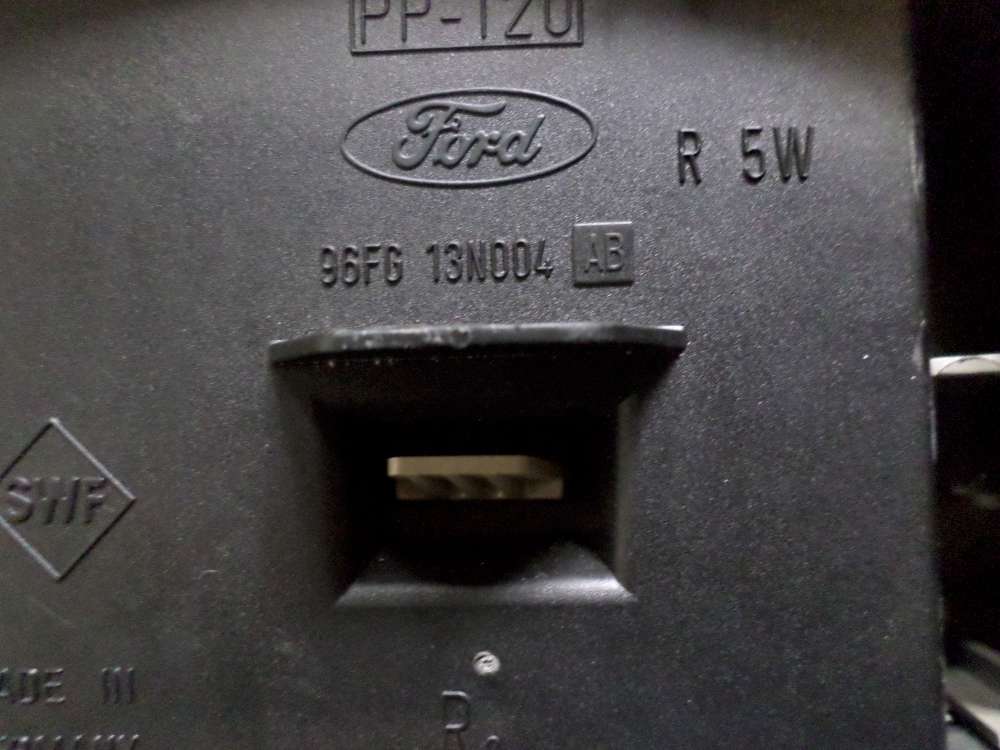 PP-T20
Ford
R 5W
96FG 13N004 AB
SWF
ADE IN
R